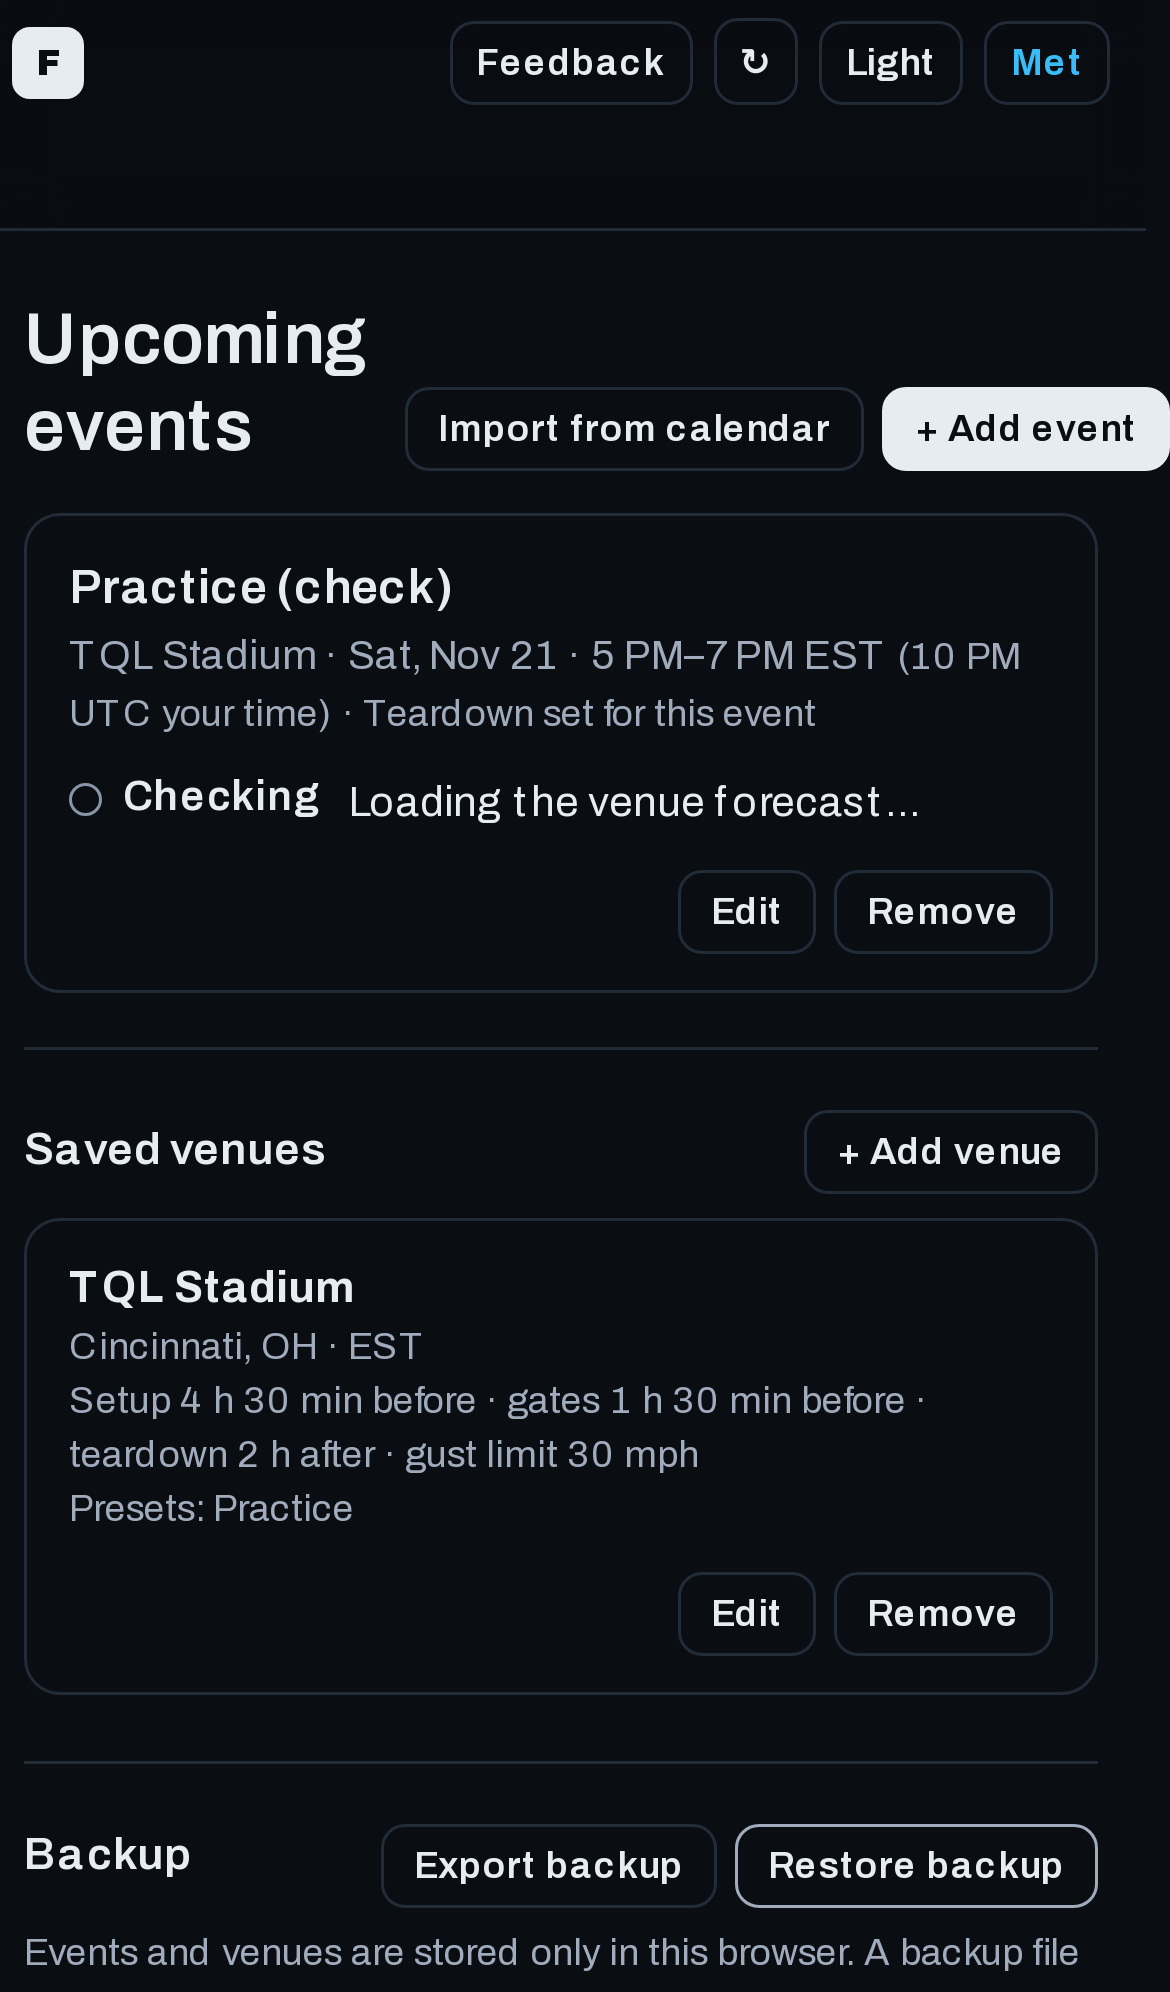 F
Feedback ↻ Light Met
Upcoming
events
Import from calendar + Add event
Practice (check)
TQL Stadium · Sat, Nov 21 · 5 PM–7 PM EST (10 PM
UTC your time) · Teardown set for this event
Checking Loading the venue forecast…
Edit Remove
Saved venues + Add venue
TQL Stadium
Cincinnati, OH · EST
Setup 4 h 30 min before · gates 1 h 30 min before ·
teardown 2 h after · gust limit 30 mph
Presets: Practice
Edit Remove
Backup Export backup Restore backup
Events and venues are stored only in this browser. A backup file